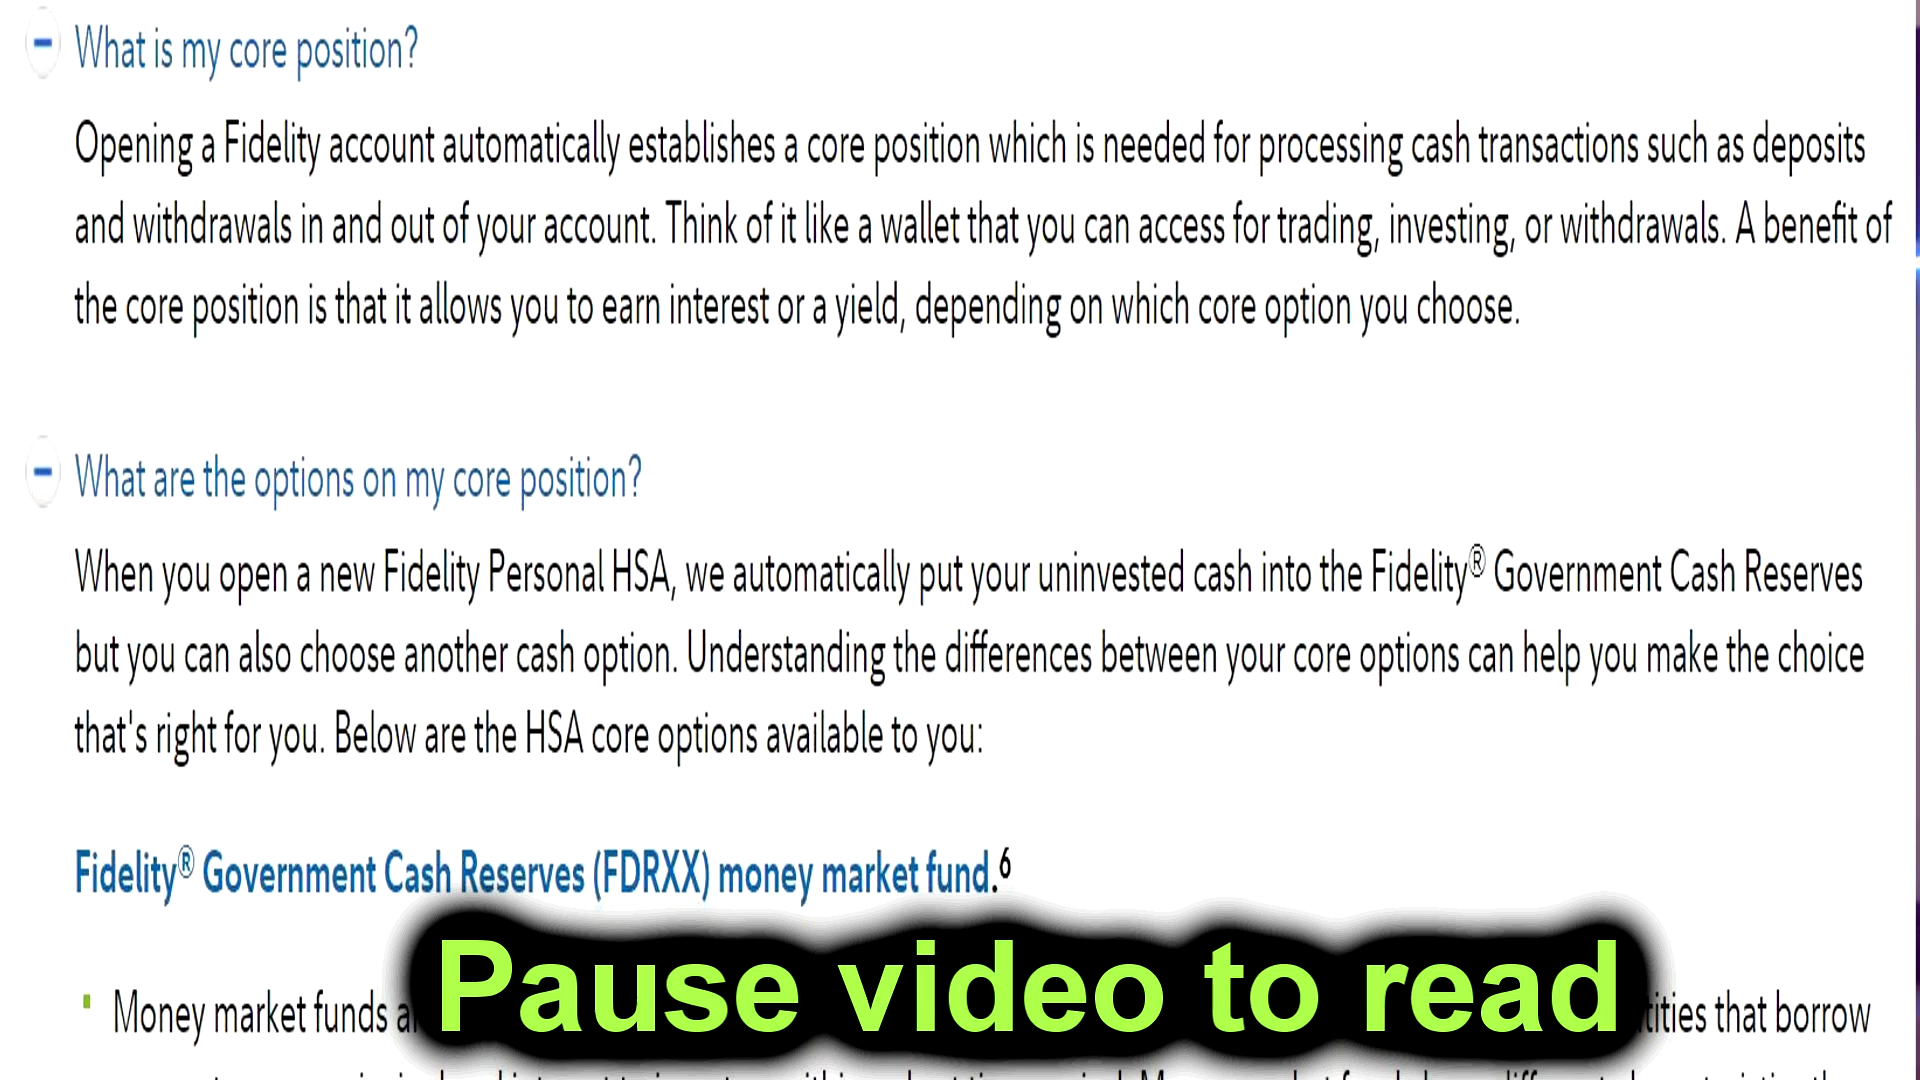 What is my core position?
Opening a Fidelity account automatically establishes a core position which is needed for processing cash transactions such as deposits
and withdrawals in and out of your account. Think of it like a wallet that you can access for trading, investing, or withdrawals. A benefit of
the core position is that it allows you to earn interest or a yield, depending on which core option you choose.
What are the options on my core position?
When you open a new Fidelity Personal HSA, we automatically put your uninvested cash into the Fidelity® Government Cash Reserves
but you can also choose another cash option. Understanding the differences between your core options can help you make the choice
that's right for you. Below are the HSA core options available to you:
Fidelity® Government Cash Reserves (FDRXX) money market fund.⁶
Money market funds that borrow
Pause video to read